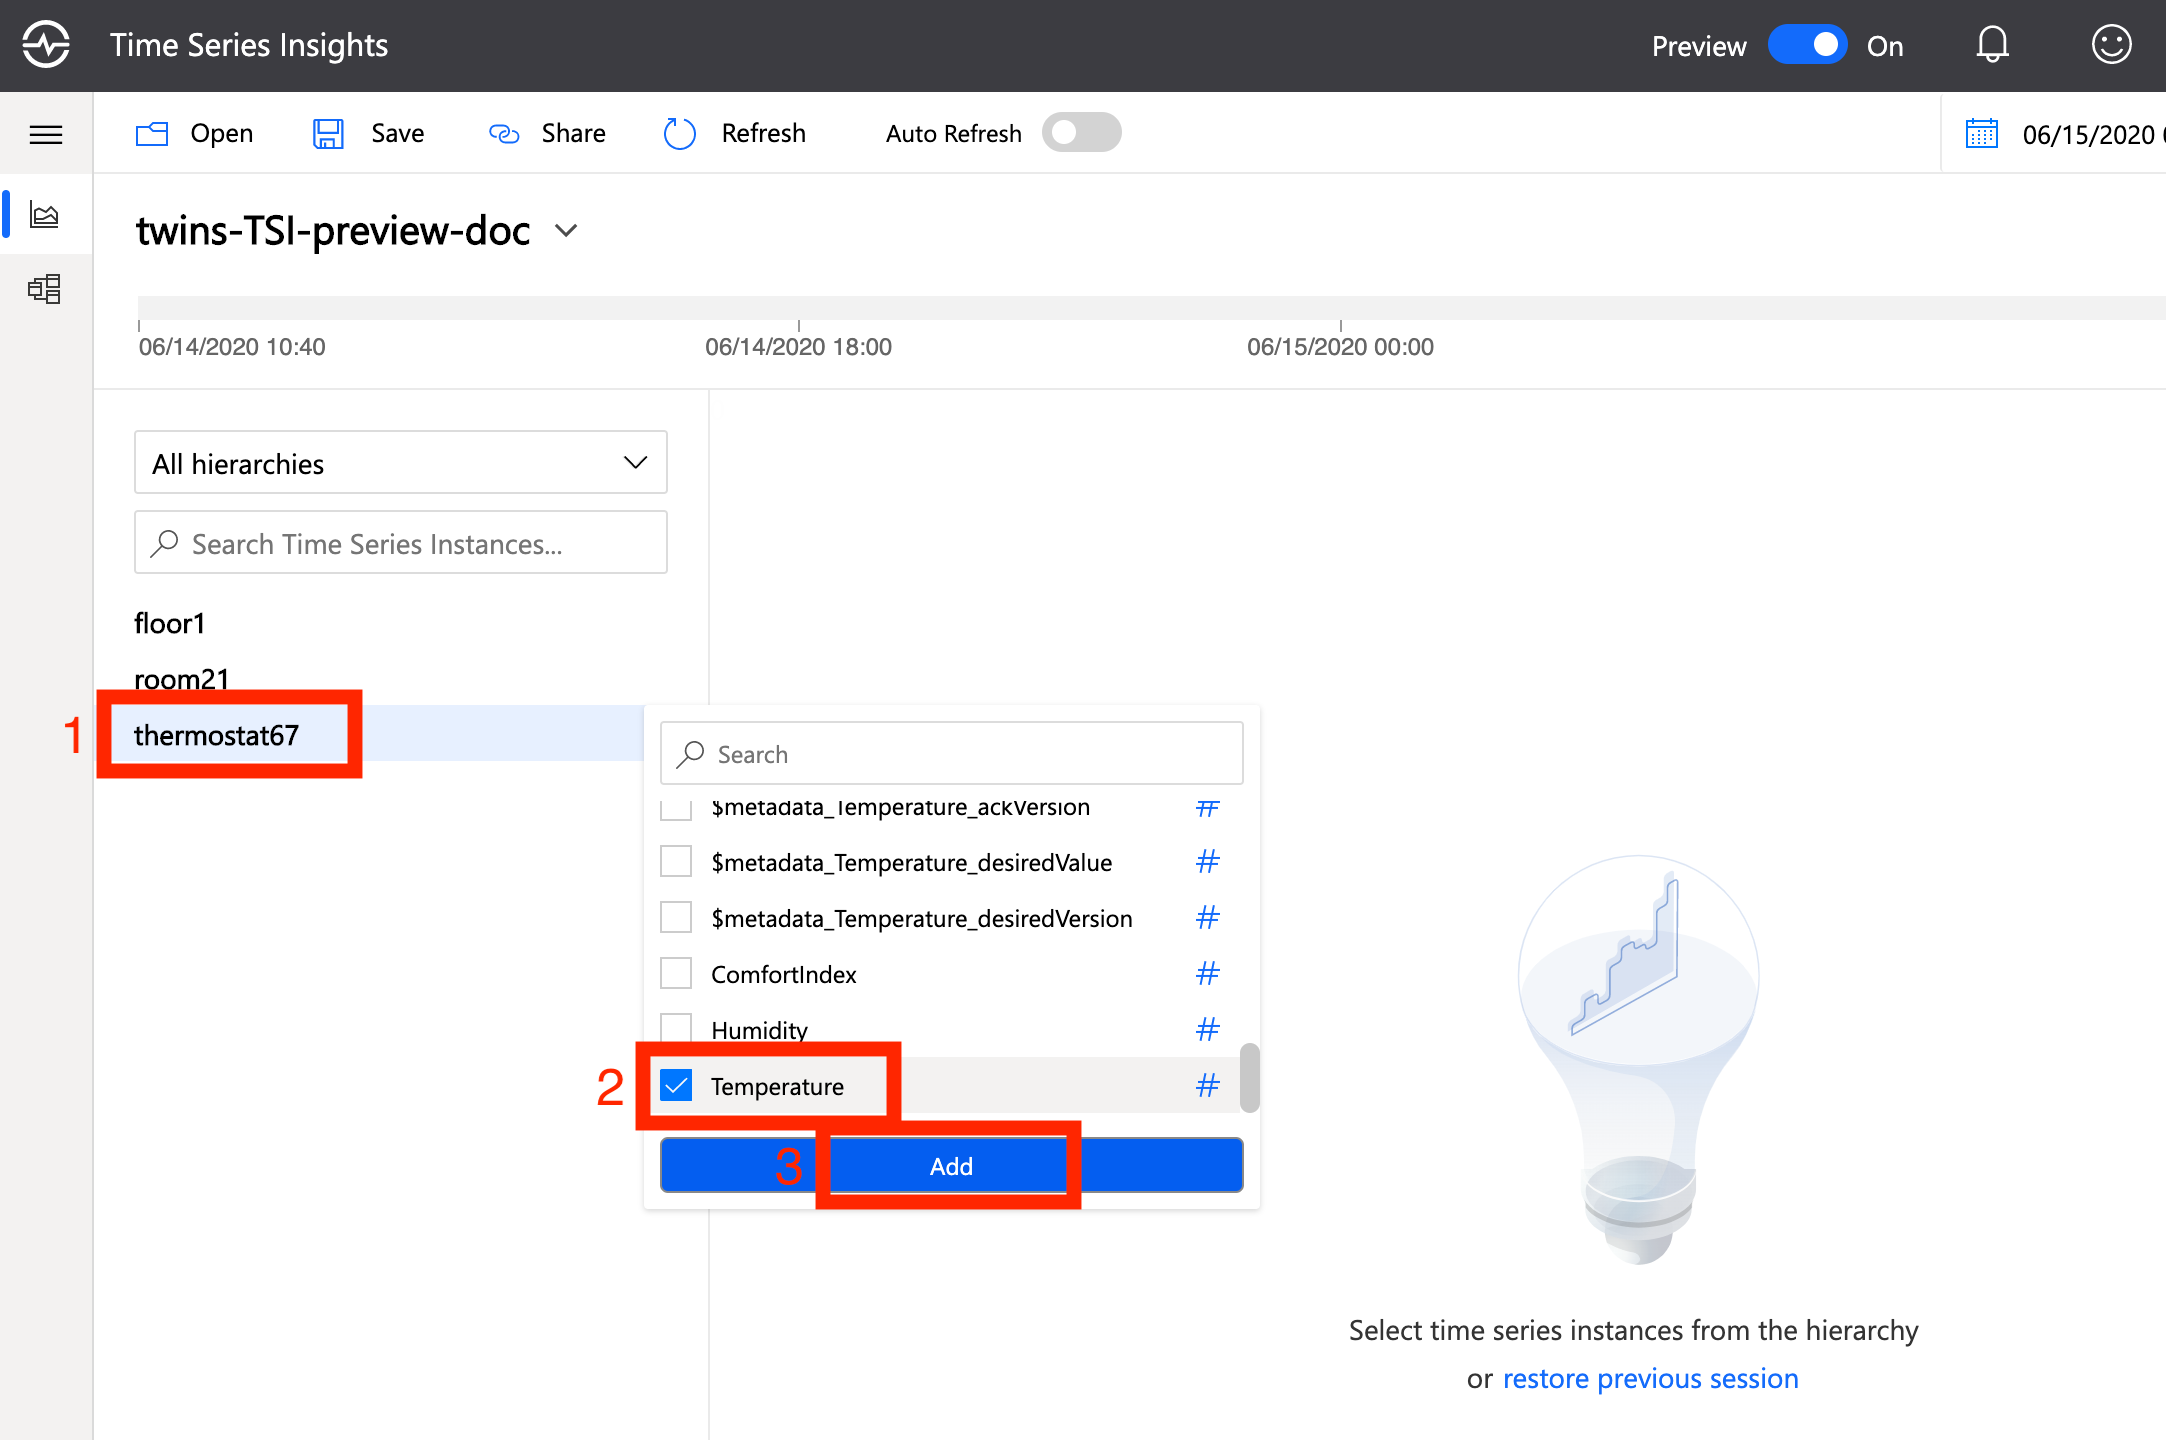 Time Series Insights
Preview On
Open Save Share Refresh Auto Refresh
06/15/2020
twins-TSI-preview-doc
06/14/2020 10:40 06/14/2020 18:00 06/15/2020 00:00
All hierarchies
Search Time Series Instances...
floor1
room21
1 thermostat67
Search
$metadata_Temperature_ackVersion #
$metadata_Temperature_desiredValue #
$metadata_Temperature_desiredVersion #
ComfortIndex #
Humidity #
2 Temperature #
3 Add
Select time series instances from the hierarchy
or restore previous session